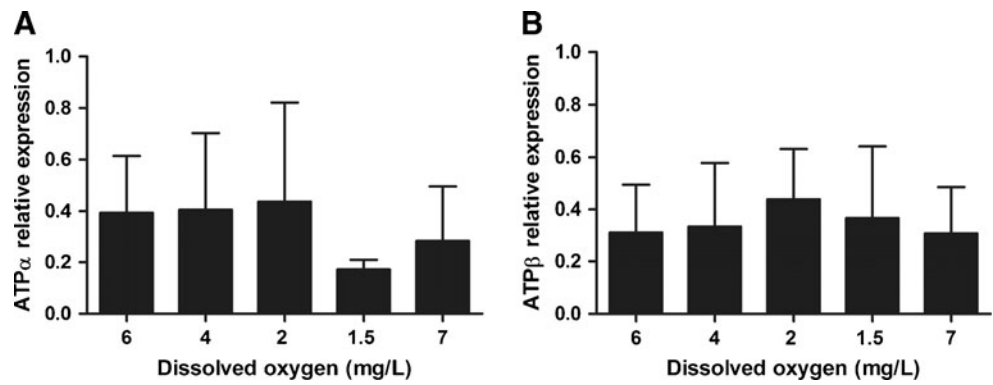 A
ATPα relative expression
1.0
0.8
0.6
0.4
0.2
0.0
6 4 2 1.5 7
Dissolved oxygen (mg/L)
B
ATPβ relative expression
1.0
0.8
0.6
0.4
0.2
0.0
6 4 2 1.5 7
Dissolved oxygen (mg/L)